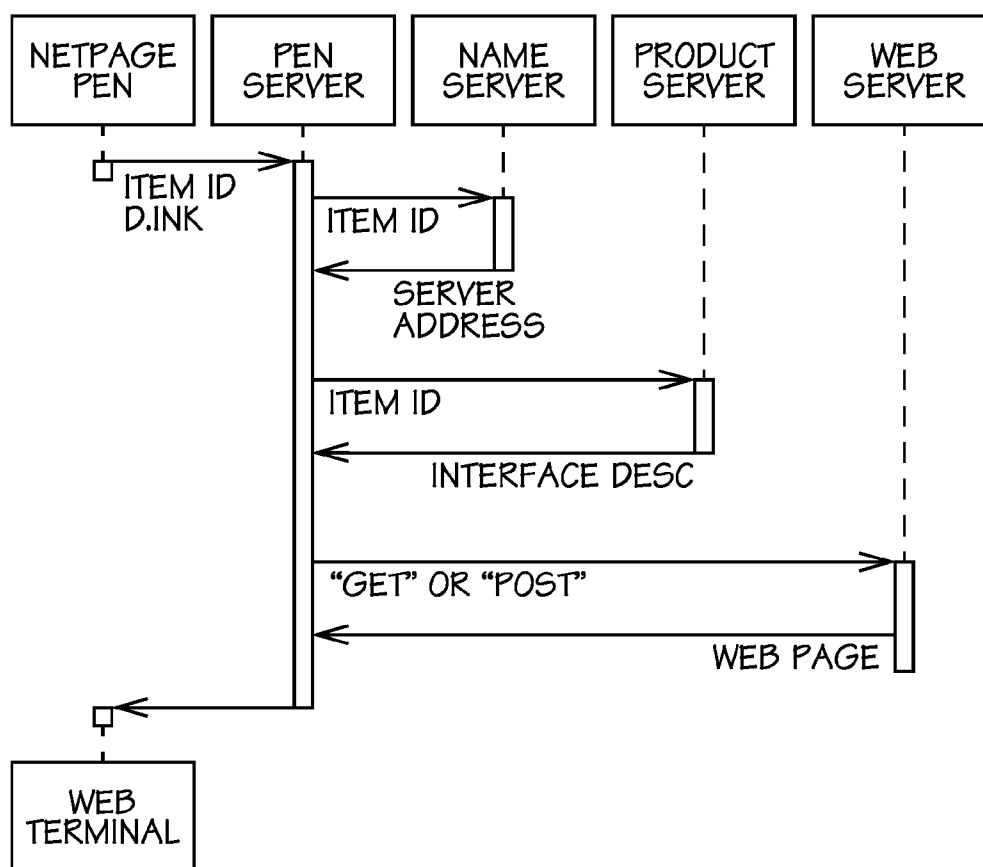 NETPAGE
PEN
PEN
SERVER
NAME
SERVER
PRODUCT
SERVER
WEB
SERVER
ITEM ID
D.INK
ITEM ID
SERVER
ADDRESS
ITEM ID
INTERFACE DESC
“GET” OR “POST”
WEB PAGE
WEB
TERMINAL